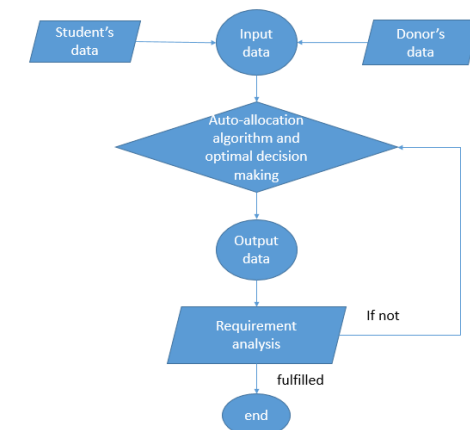 Student's
data
Input
data
Donor's
data
Auto-allocation
algorithm and
optimal decision
making
Output
data
Requirement
analysis
If not
fulfilled
end